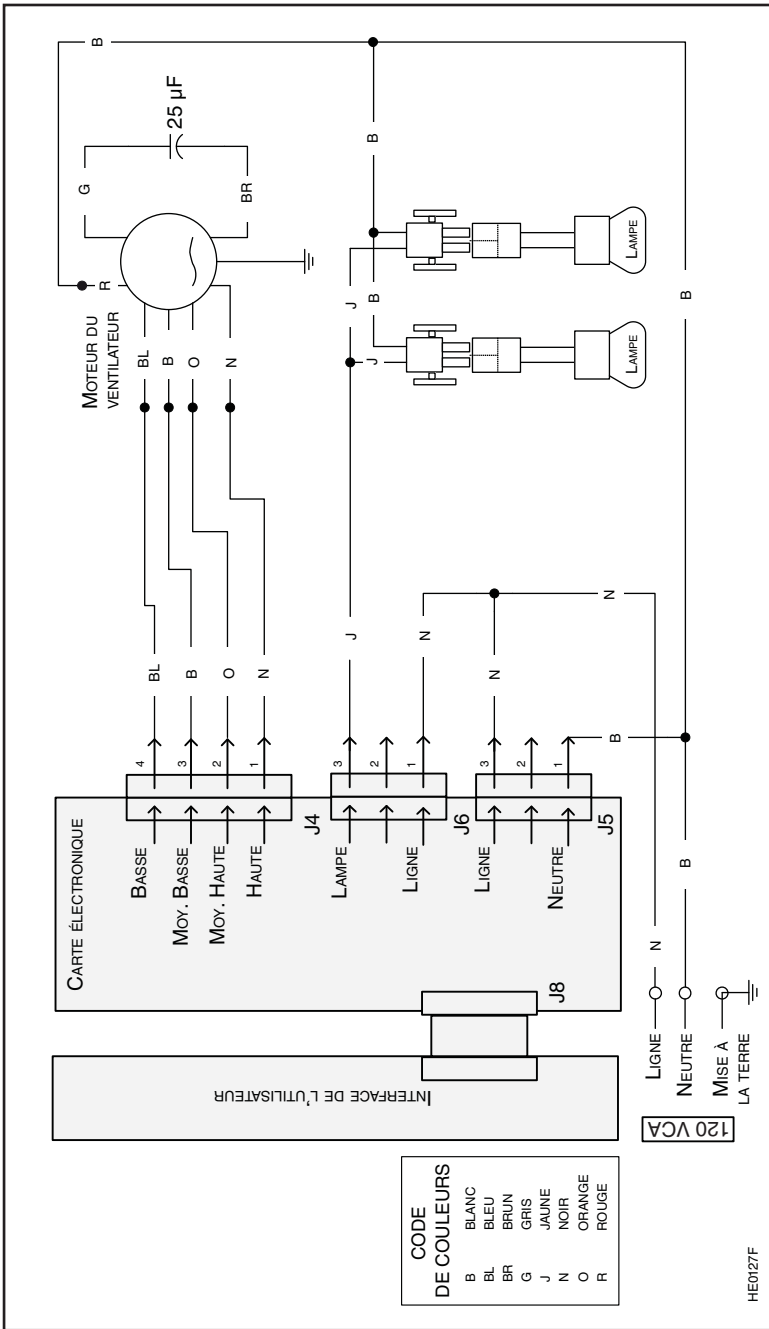 B
25 µF
G
BR
R
MOTEUR DU
VENTILATEUR
BL
B
O
N
BL
B
O
N
4
3
2
1
J4
CARTE ÉLECTRONIQUE
BASSE
MOY. BASSE
MOY. HAUTE
HAUTE
B
J
B
J
LAMPE
LAMPE
J
N
N
N
3
2
1
J6
LAMPE
LIGNE
3
2
1
J5
LIGNE
NEUTRE
B
B
B
N
J8
INTERFACE DE L'UTILISATEUR
LIGNE
NEUTRE
MISE À
LA TERRE
120 VCA
CODE
DE COULEURS
B BLANC
BL BLEU
BR BRUN
G GRIS
J JAUNE
N NOIR
O ORANGE
R ROUGE
HE0127F